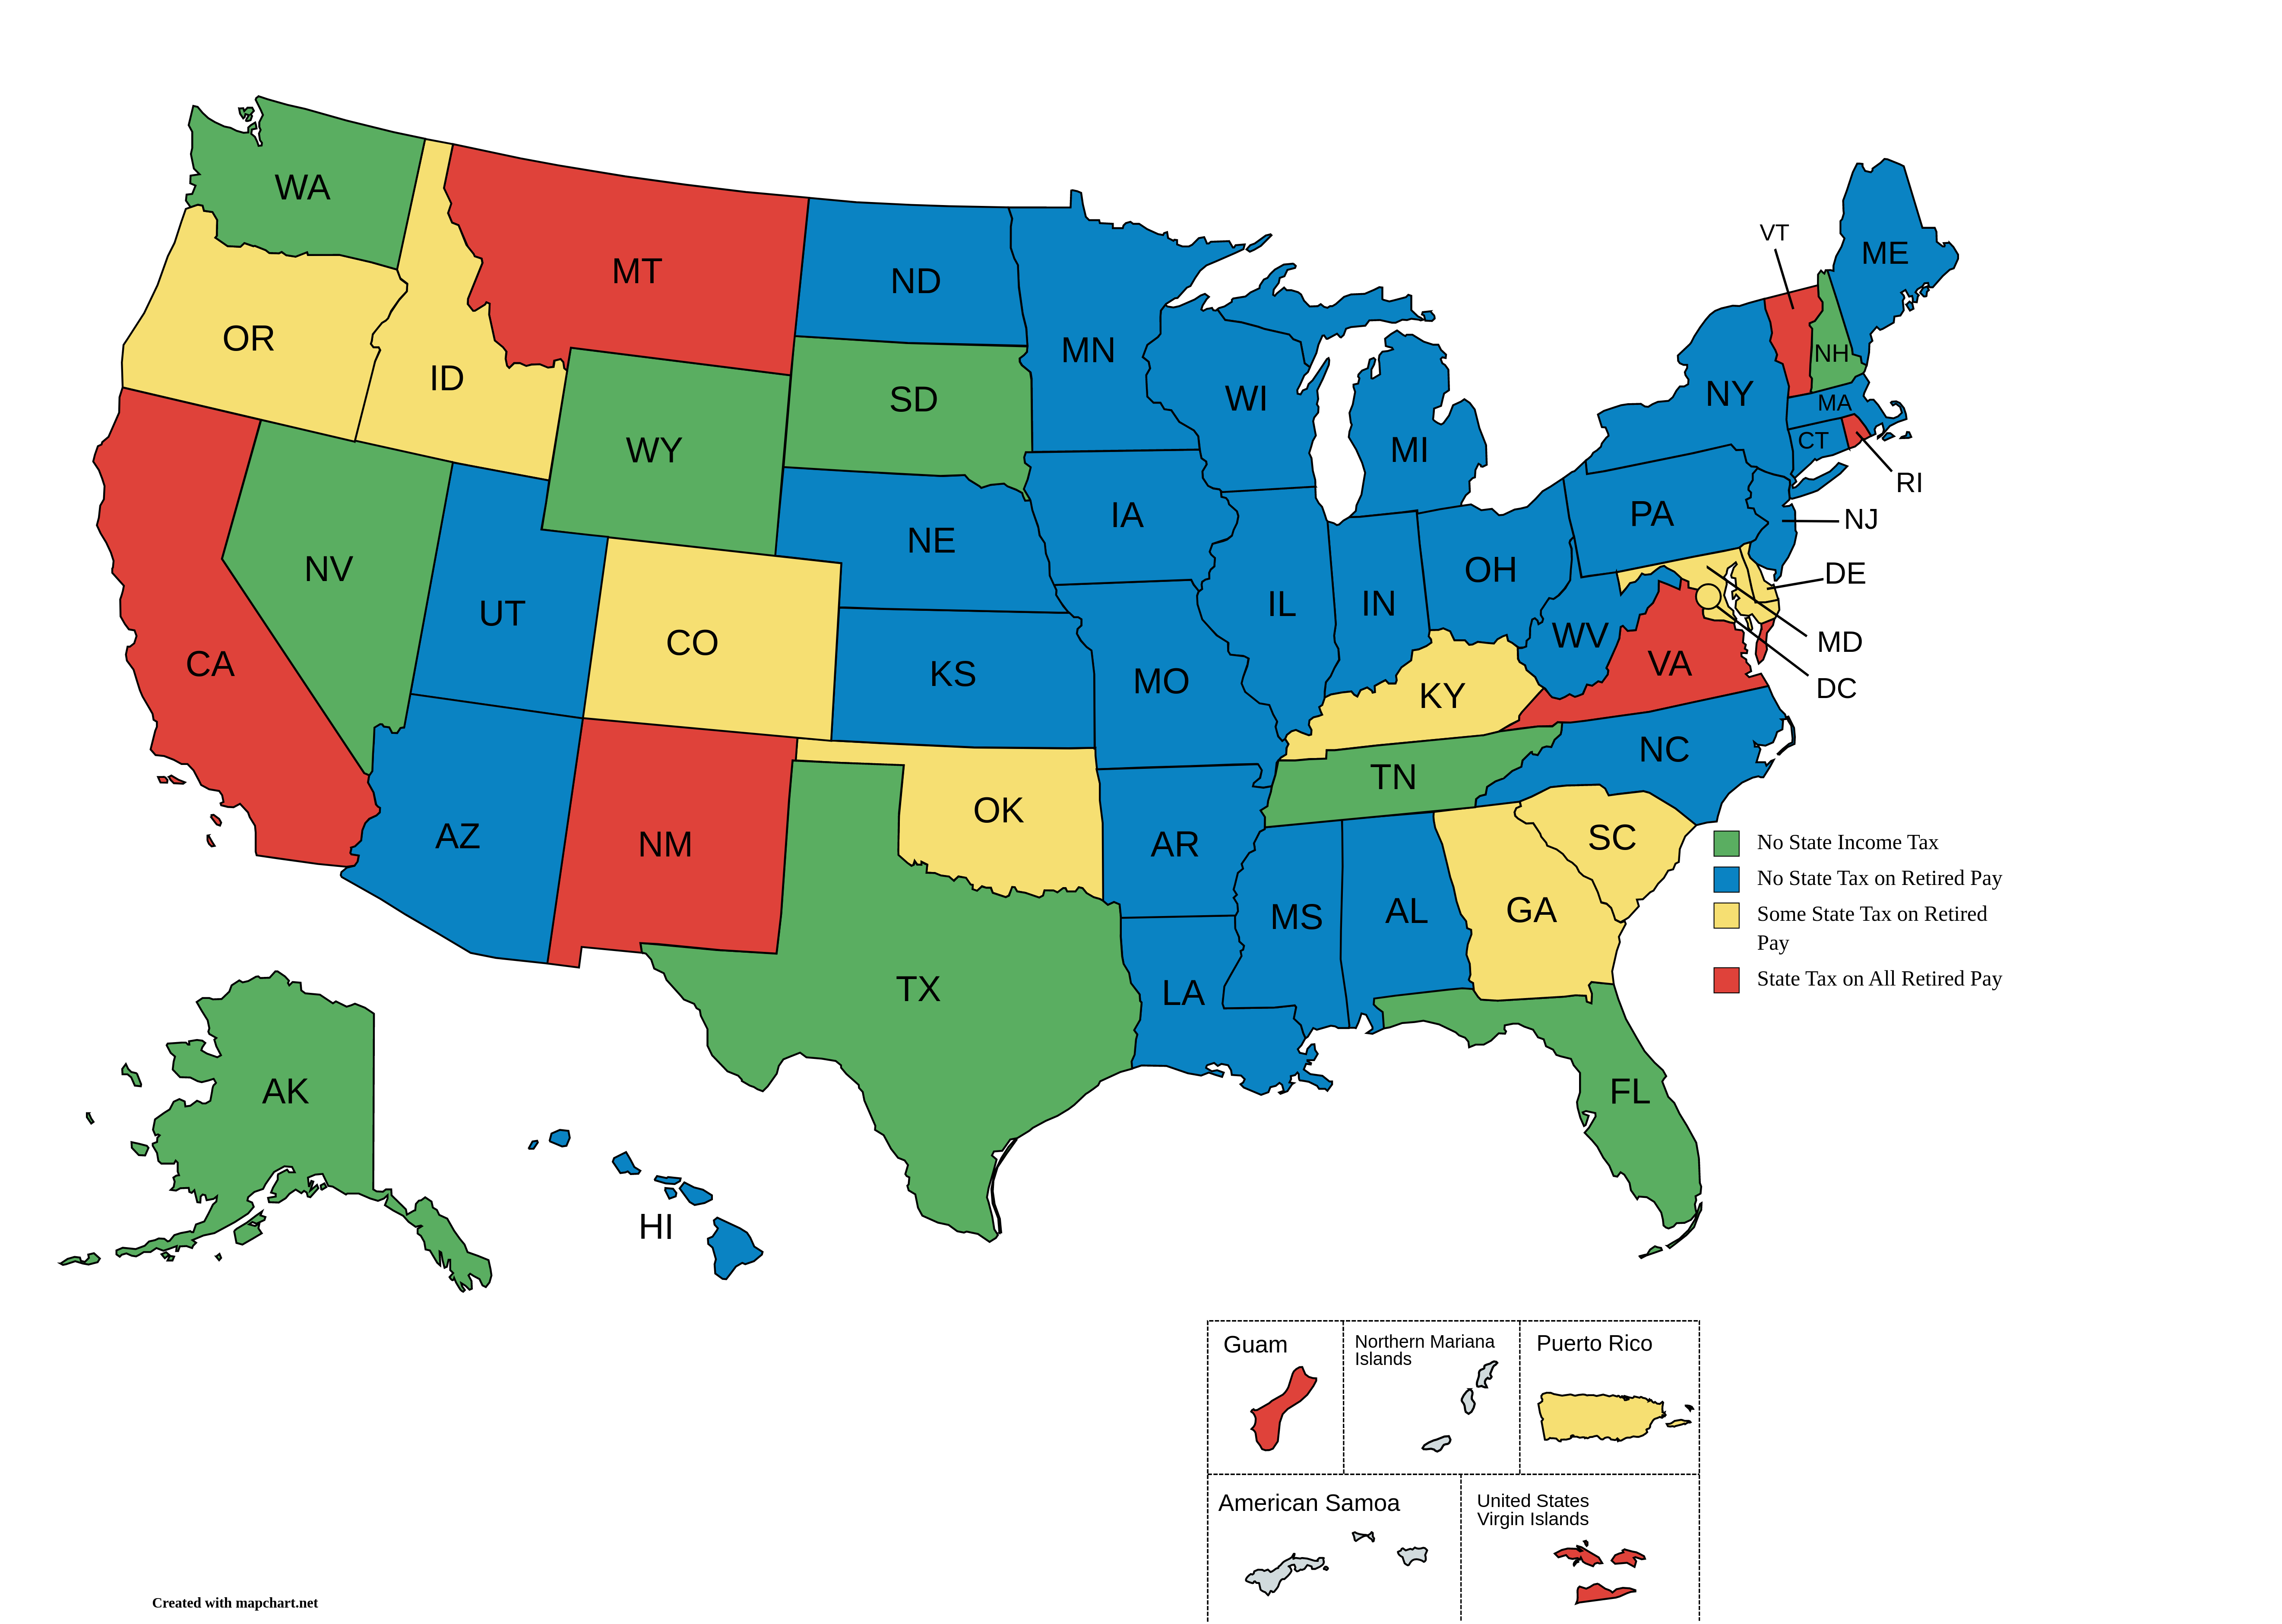 WA
MT
ND
MN
VT
ME
OR
ID
SD
WI
NH
NY
MA
WY
MI
CT
RI
IA
PA
NJ
NE
NV
OH
DE
UT
IL
IN
CO
WV
MD
CA
KS
VA
MO
KY
DC
NC
TN
OK
AZ
NM
AR
SC
MS
AL
GA
No State Income Tax
No State Tax on Retired Pay
Some State Tax on Retired
Pay
State Tax on All Retired Pay
TX
LA
AK
FL
HI
Guam
Northern Mariana
Islands
Puerto Rico
American Samoa
United States
Virgin Islands
Created with mapchart.net